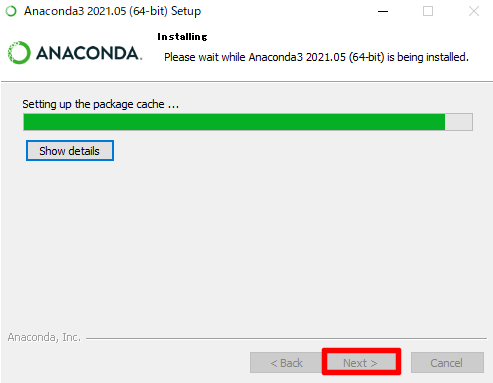 Anaconda3 2021.05 (64-bit) Setup
Installing
Please wait while Anaconda3 2021.05 (64-bit) is being installed.
ANACONDA.
Setting up the package cache ...
Show details
Anaconda, Inc.
< Back
Next >
Cancel